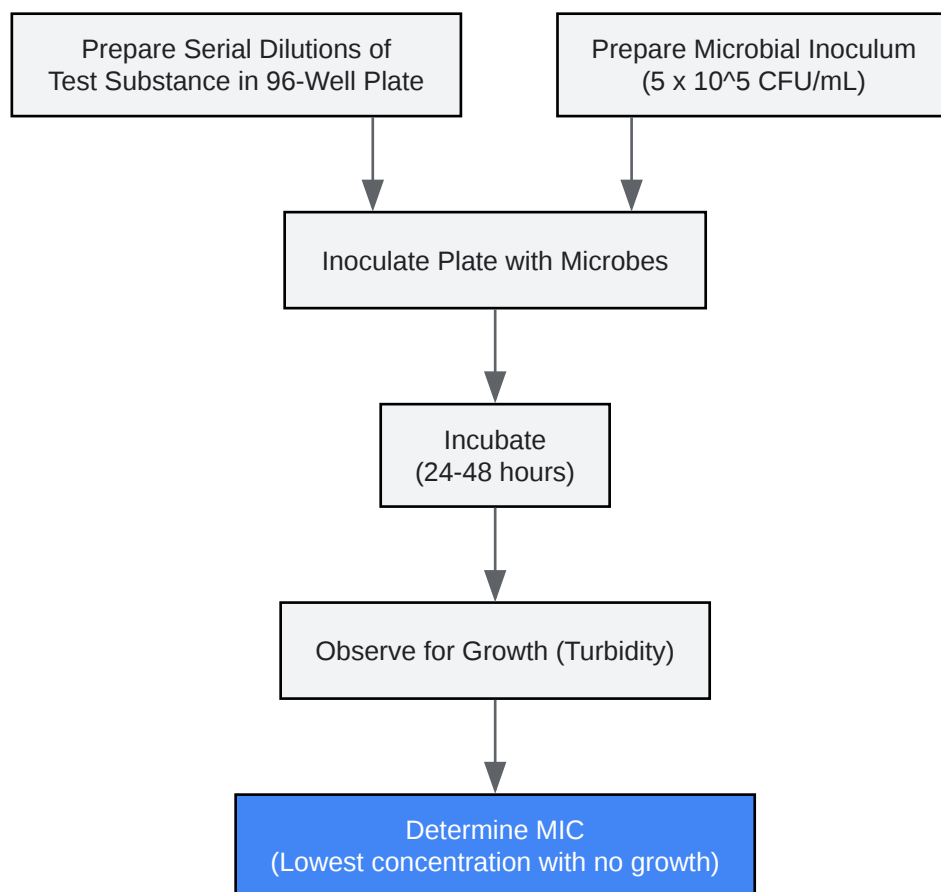 Prepare Serial Dilutions of
Test Substance in 96-Well Plate
Prepare Microbial Inoculum
(5 x 10^5 CFU/mL)
Inoculate Plate with Microbes
Incubate
(24-48 hours)
Observe for Growth (Turbidity)
Determine MIC
(Lowest concentration with no growth)